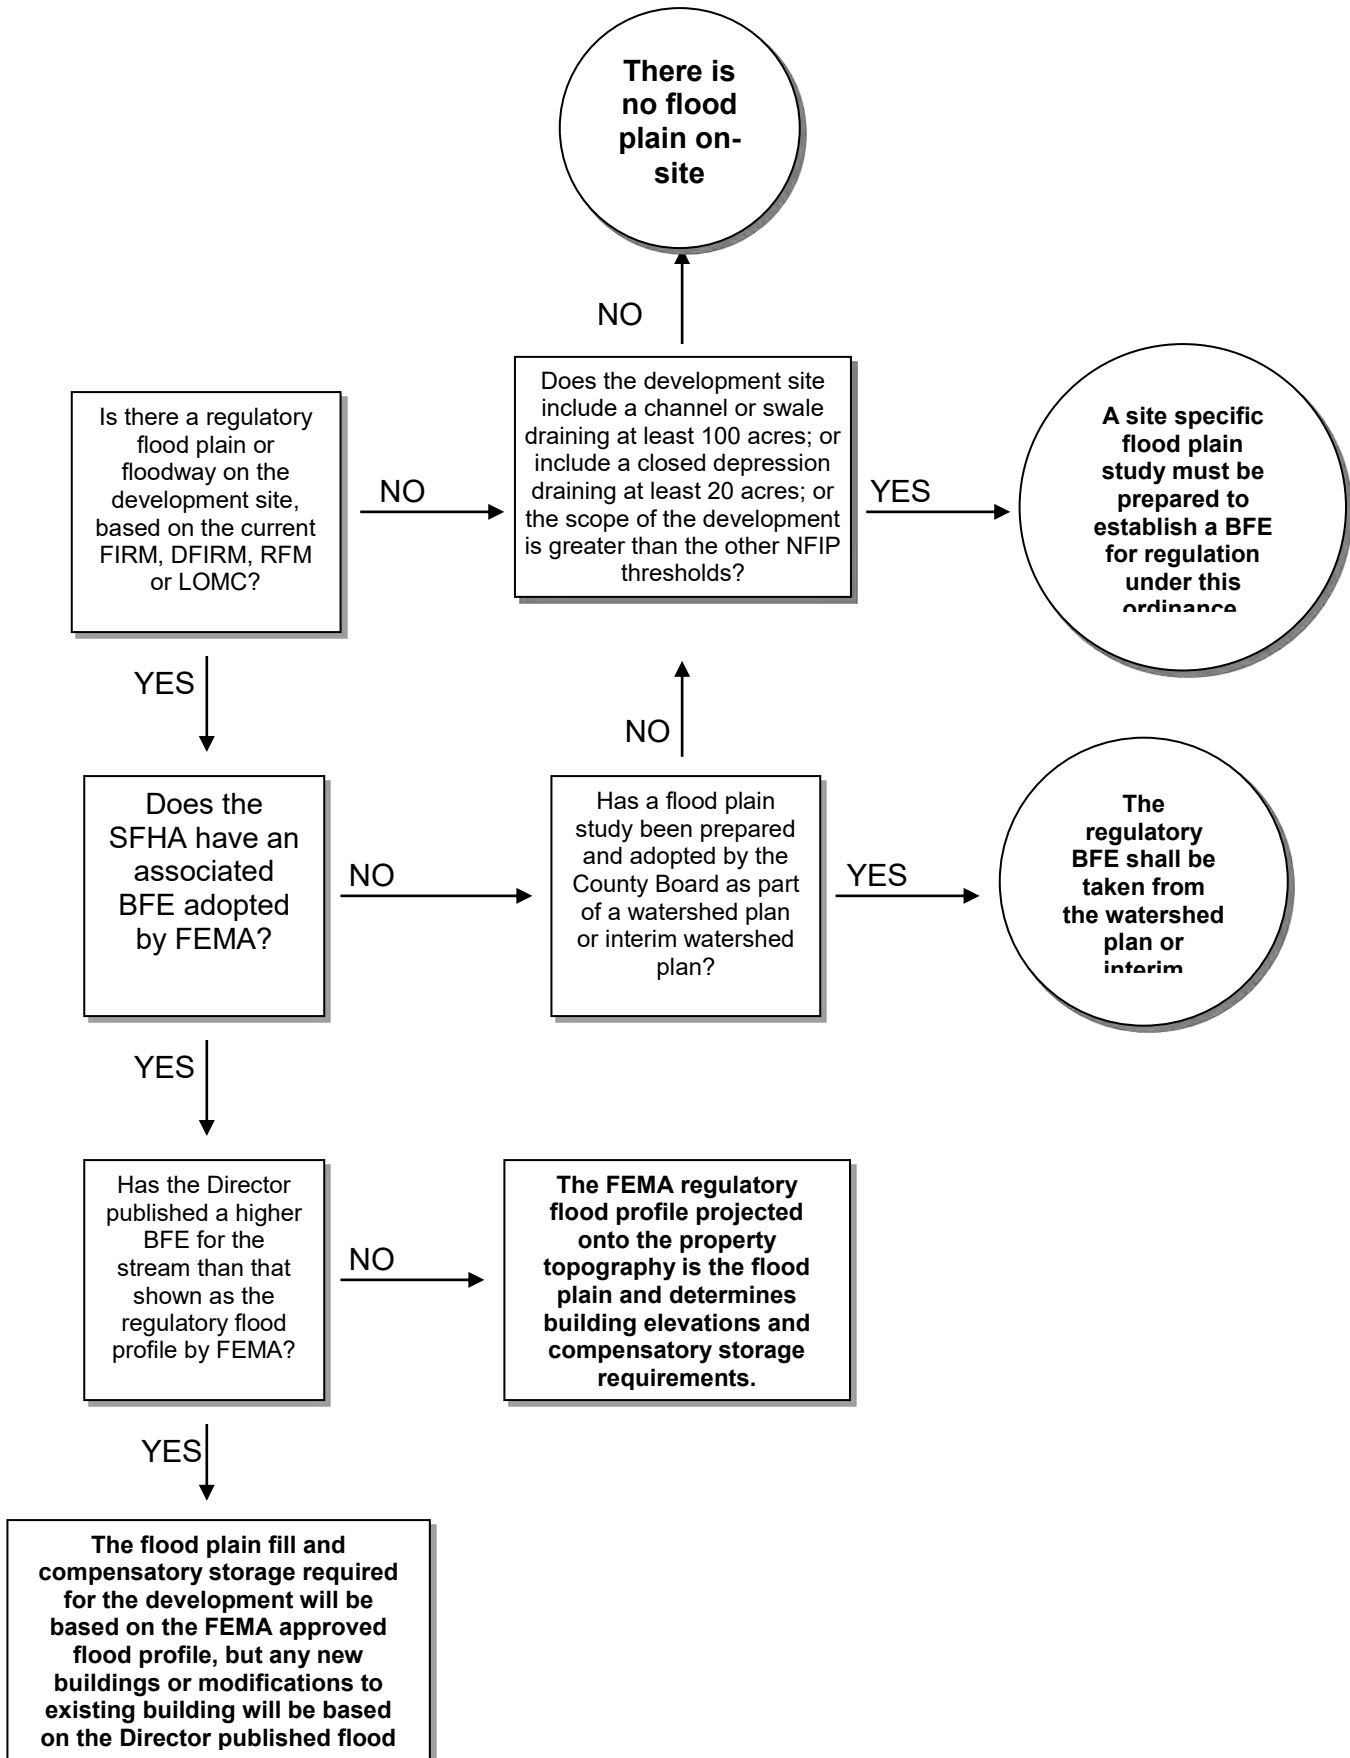 There is
no flood
plain on-
site
NO
Is there a regulatory
flood plain or
floodway on the
development site,
based on the current
FIRM, DFIRM, RFM
or LOMC?
NO
Does the development site
include a channel or swale
draining at least 100 acres; or
include a closed depression
draining at least 20 acres; or
the scope of the development
is greater than the other NFIP
thresholds?
YES
A site specific
flood plain
study must be
prepared to
establish a BFE
for regulation
under this
ordinance.
YES
NO
Does the
SFHA have an
associated
BFE adopted
by FEMA?
NO
Has a flood plain
study been prepared
and adopted by the
County Board as part
of a watershed plan
or interim watershed
plan?
YES
The
regulatory
BFE shall be
taken from
the watershed
plan or
interim
YES
Has the Director
published a higher
BFE for the
stream than that
shown as the
regulatory flood
profile by FEMA?
NO
The FEMA regulatory
flood profile projected
onto the property
topography is the flood
plain and determines
building elevations and
compensatory storage
requirements.
YES
The flood plain fill and
compensatory storage required
for the development will be
based on the FEMA approved
flood profile, but any new
buildings or modifications to
existing building will be based
on the Director published flood